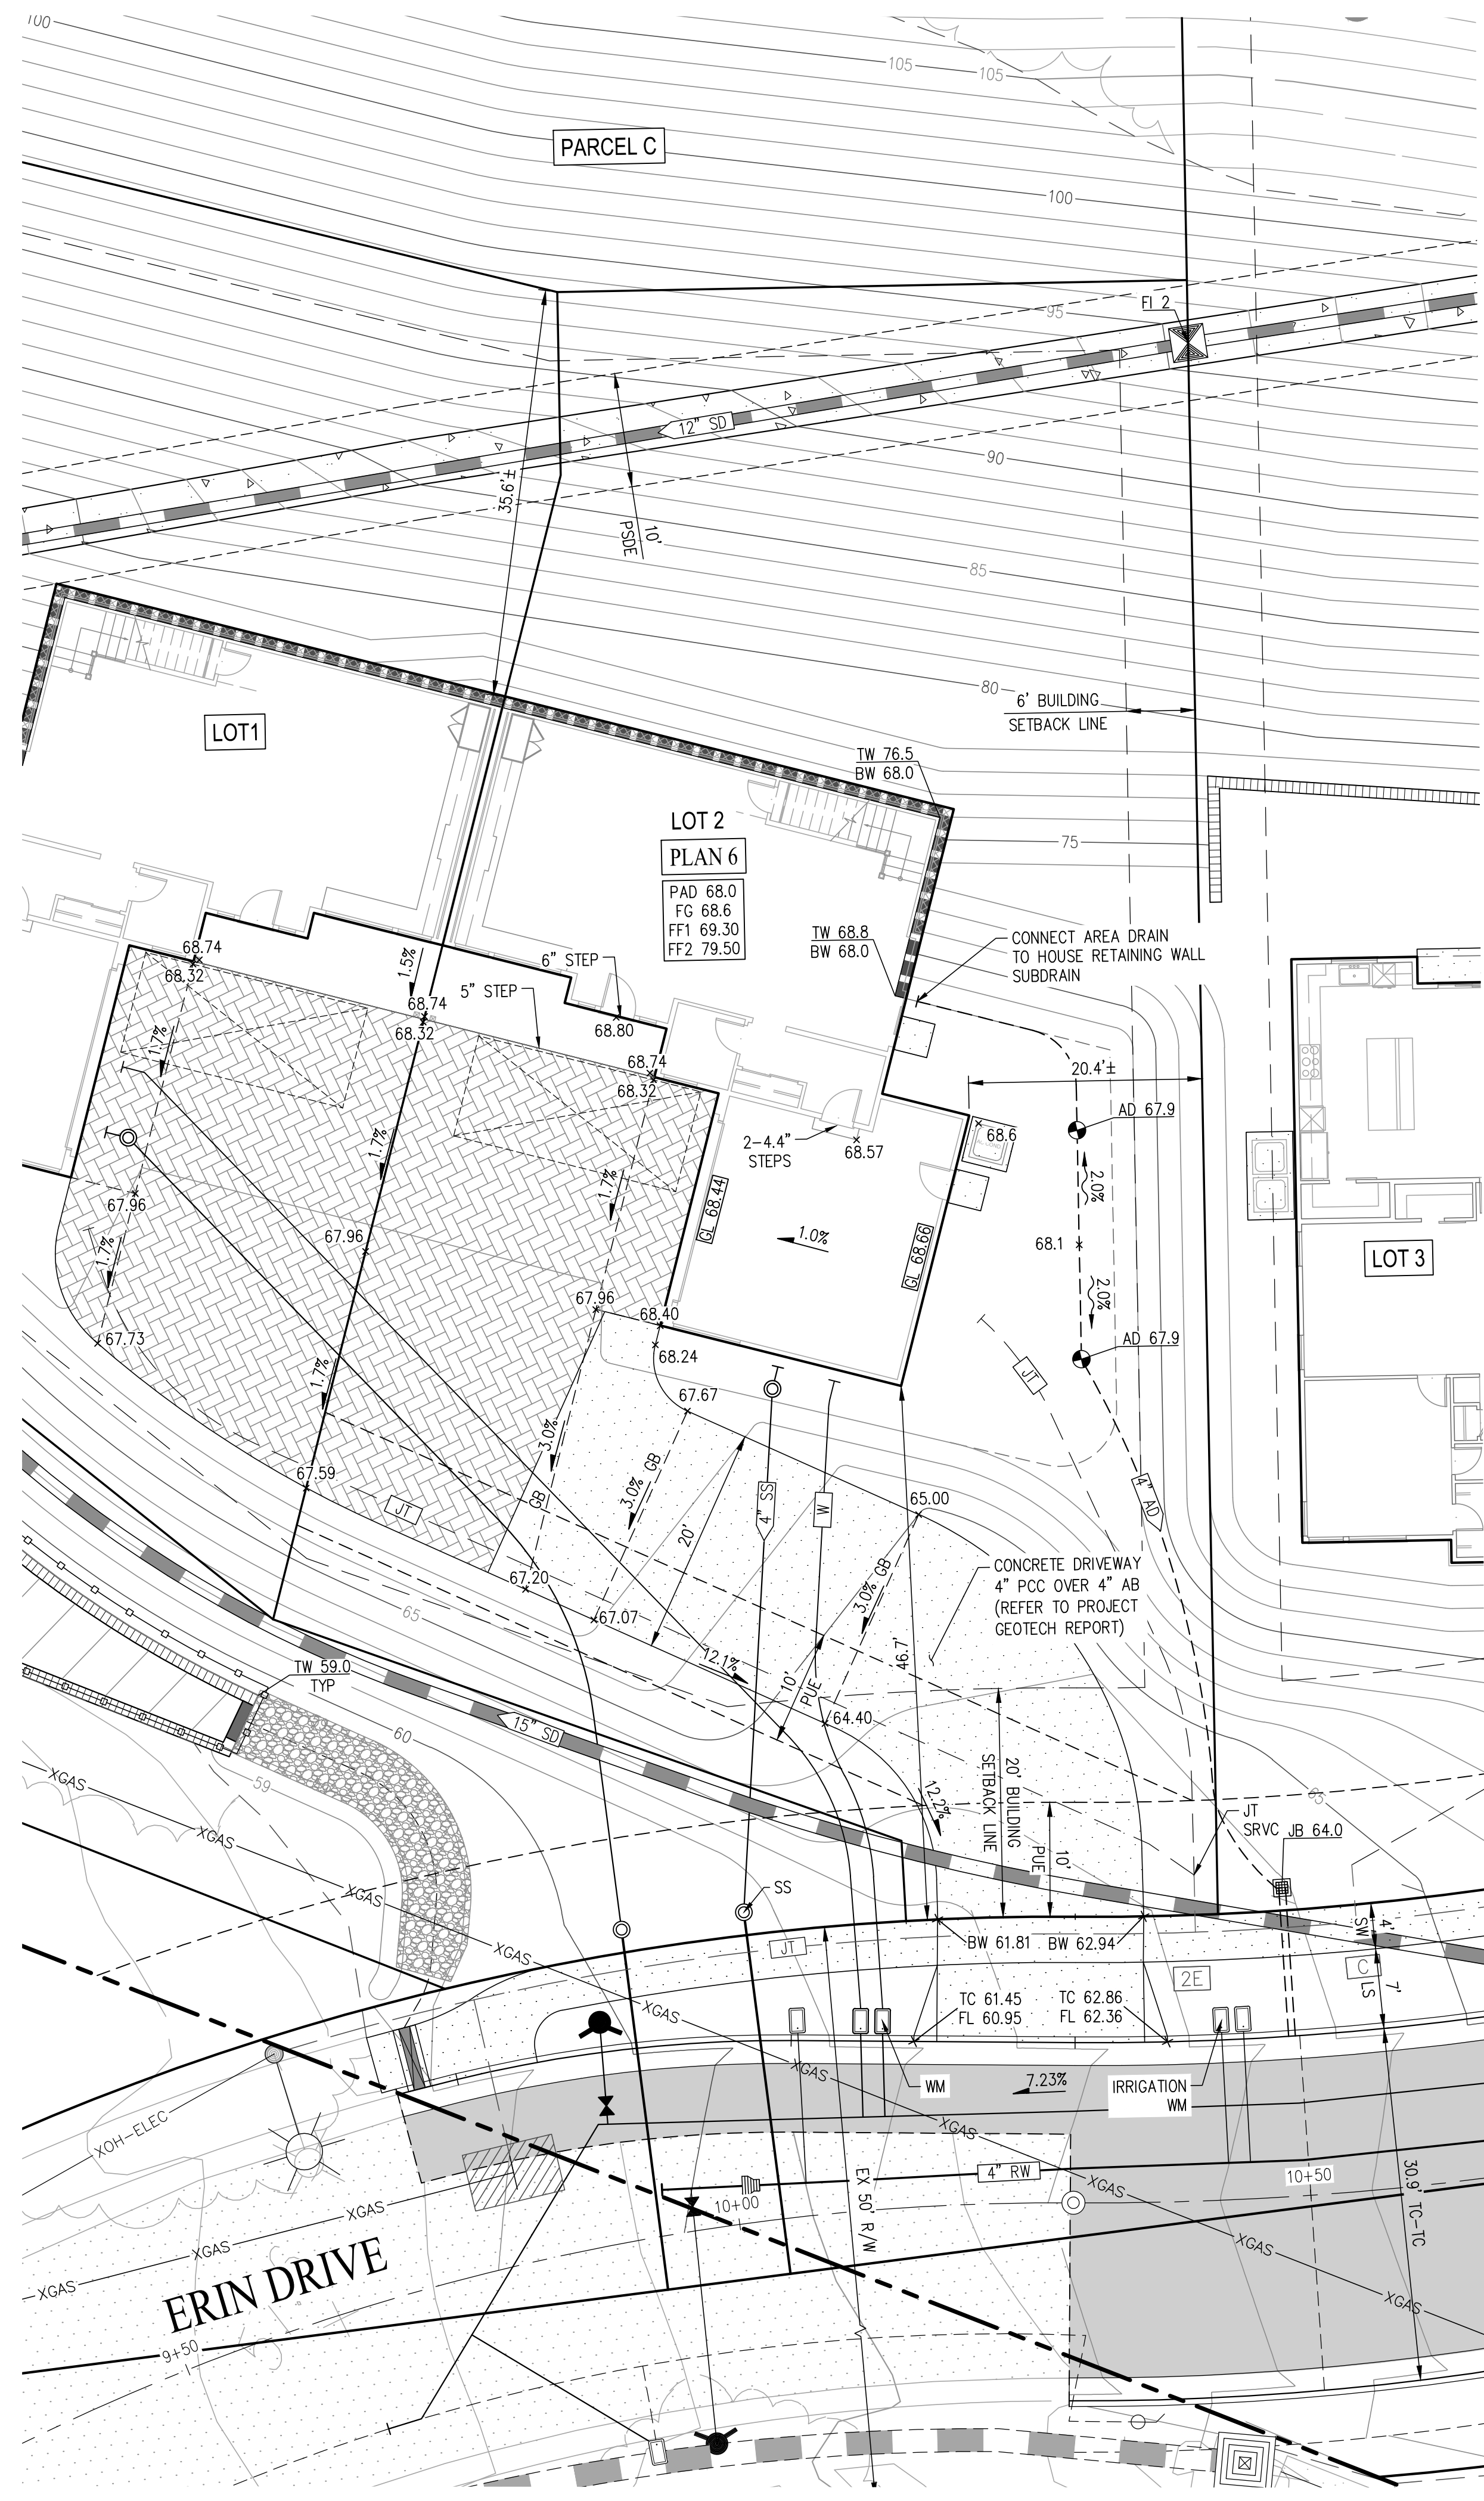 100
105
105
PARCEL C
100
FI 2
95
12" SD
90
35.6'±
10'
PSDE
85
80
6' BUILDING
SETBACK LINE
LOT1
TW 76.5
BW 68.0
LOT 2
PLAN 6
PAD 68.0
FG 68.6
FF1 69.30
FF2 79.50
75
TW 68.8
BW 68.0
CONNECT AREA DRAIN
TO HOUSE RETAINING WALL
SUBDRAIN
68.74
68.32
1.5%
6" STEP
5" STEP
68.74
68.32
68.80
68.74
68.32
20.4'±
AD 67.9
68.6
2-4.4"
STEPS
68.57
1.7%
1.7%
1.7%
2.0%
GL 68.44
1.0%
GL 68.66
68.1
2.0%
LOT 3
67.96
67.96
1.7%
67.96
68.40
67.73
68.24
AD 67.9
JT
1.7%
67.67
3.0%
GB
3.0% GB
67.59
JT
20'
4" SS
W
65.00
4" AD
CONCRETE DRIVEWAY
4" PCC OVER 4" AB
(REFER TO PROJECT
GEOTECH REPORT)
67.20
67.07
3.0% GB
65
12.1%
10'
PUE
46.7'
TW 59.0
TYP
64.40
15" SD
60
59
12.2%
20' BUILDING
SETBACK LINE
10'
PUE
63
JT
SRVC
JB 64.0
XGAS
XGAS
XGAS
XGAS
XGAS
XGAS
XGAS
XGAS
XGAS
XGAS
SS
JT
BW 61.81
BW 62.94
4'
SW
2E
C
7'
LS
TC 61.45
FL 60.95
TC 62.86
FL 62.36
WM
7.23%
IRRIGATION
WM
XOH-ELEC
4" RW
10+00
10+50
EX 50' R/W
30.9' TC-TC
XGAS
XGAS
XGAS
ERIN DRIVE
9+50